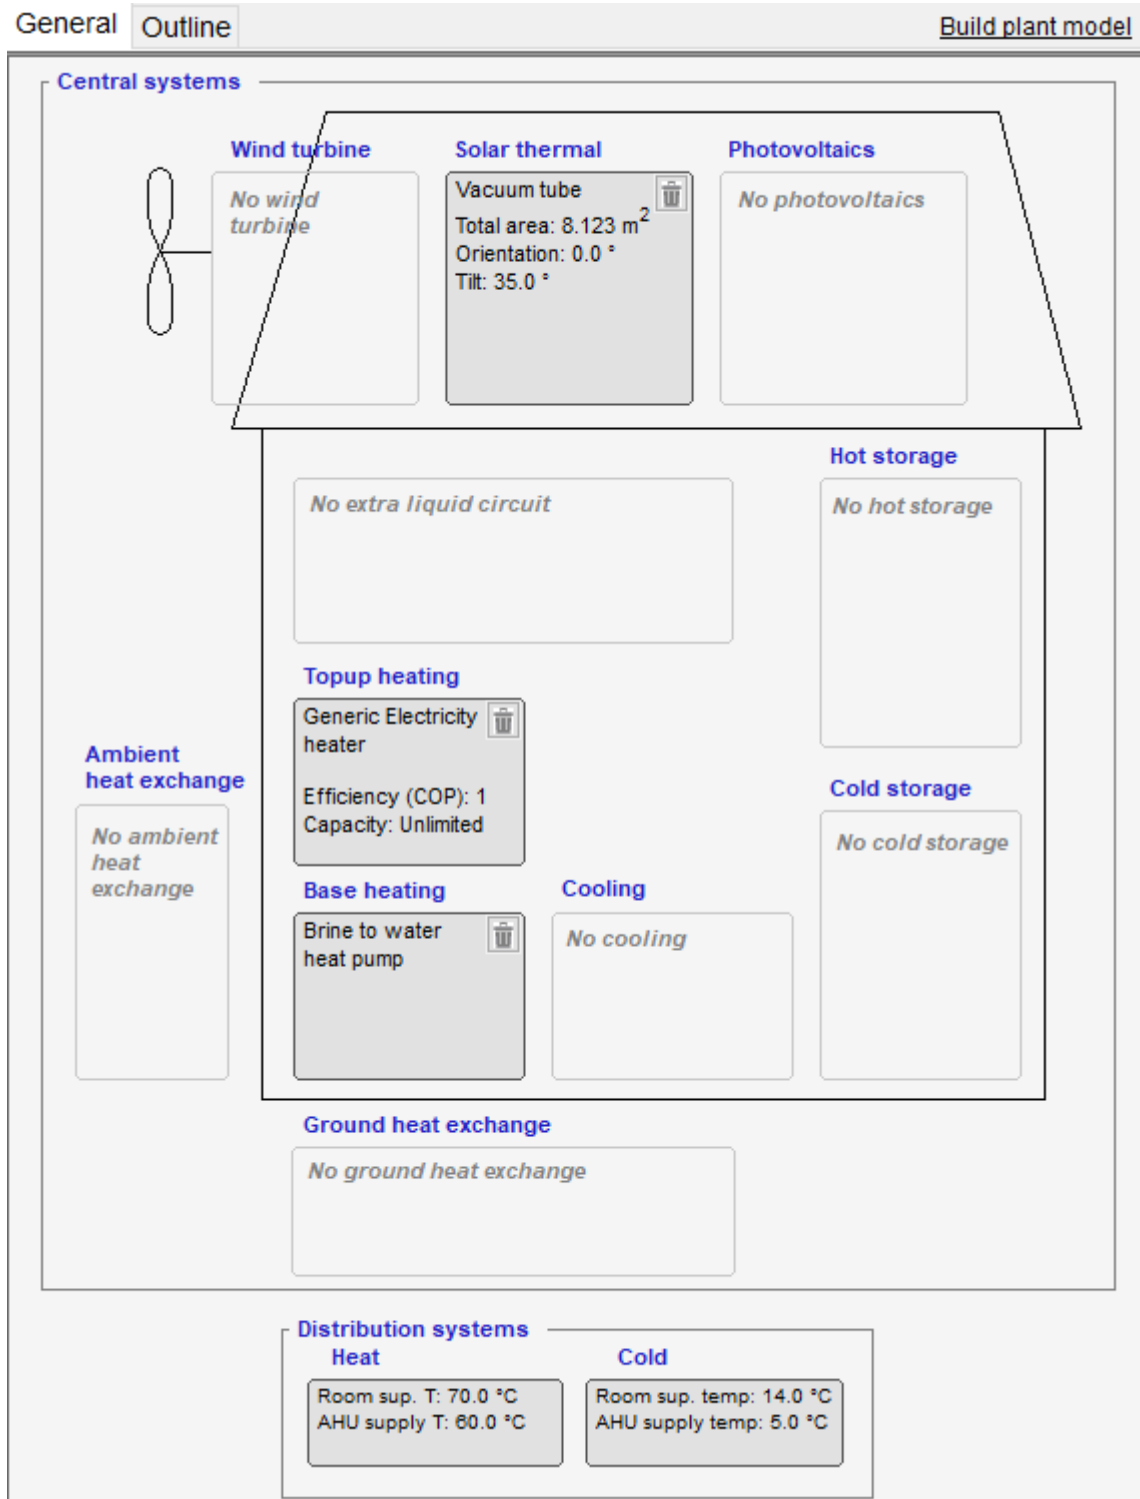 General
Outline
Build plant model
Central systems
Wind turbine
No wind
turbine
Solar thermal
Vacuum tube
Total area: 8.123 m²
Orientation: 0.0 °
Tilt: 35.0 °
Photovoltaics
No photovoltaics
No extra liquid circuit
Hot storage
No hot storage
Topup heating
Generic Electricity
heater
Efficiency (COP): 1
Capacity: Unlimited
Ambient
heat exchange
No ambient
heat
exchange
Cold storage
No cold storage
Base heating
Brine to water
heat pump
Cooling
No cooling
Ground heat exchange
No ground heat exchange
Distribution systems
Heat
Room sup. T: 70.0 °C
AHU supply T: 60.0 °C
Cold
Room sup. temp: 14.0 °C
AHU supply temp: 5.0 °C